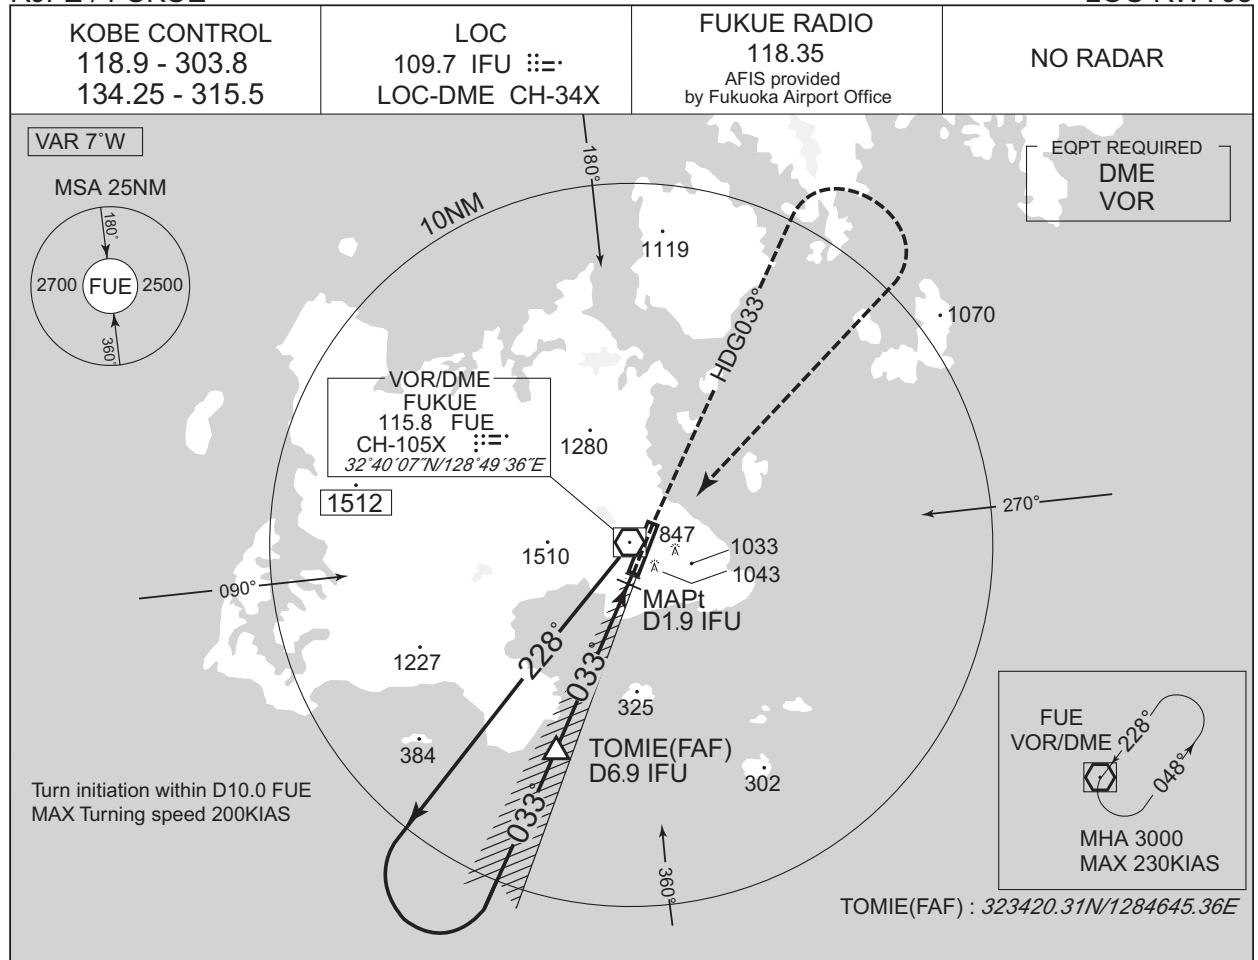 KOBE CONTROL
118.9 - 303.8
134.25 - 315.5
LOC
109.7 IFU
LOC-DME CH-34X
FUKUE RADIO
118.35
AFIS provided
by Fukuoka Airport Office
NO RADAR
VAR 7°W
MSA 25NM
180°
2700 FUE 2500
360°
10NM
180°
EQPT REQUIRED
DME
VOR
1119
1070
HDG033°
VOR/DME
FUKUE
115.8 FUE
CH-105X
32°40′07″N/128°49′36″E
1280
1512
1510
847
1033
1043
270°
090°
MAPt
D1.9 IFU
228°
033°
1227
325
384
TOMIE(FAF)
D6.9 IFU
302
033°
360°
Turn initiation within D10.0 FUE
MAX Turning speed 200KIAS
FUE
VOR/DME
228°
048°
MHA 3000
MAX 230KIAS
TOMIE(FAF) : 323420.31N/1284645.36E